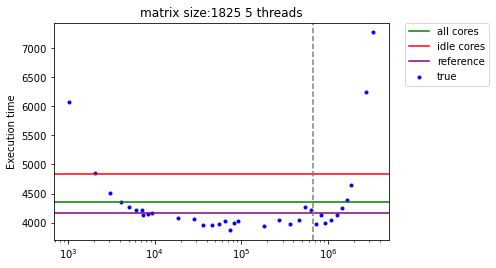 matrix size:1825 5 threads
Execution time
7000
6500
6000
5500
5000
4500
4000
10³
10⁴
10⁵
10⁶
all cores
idle cores
reference
true